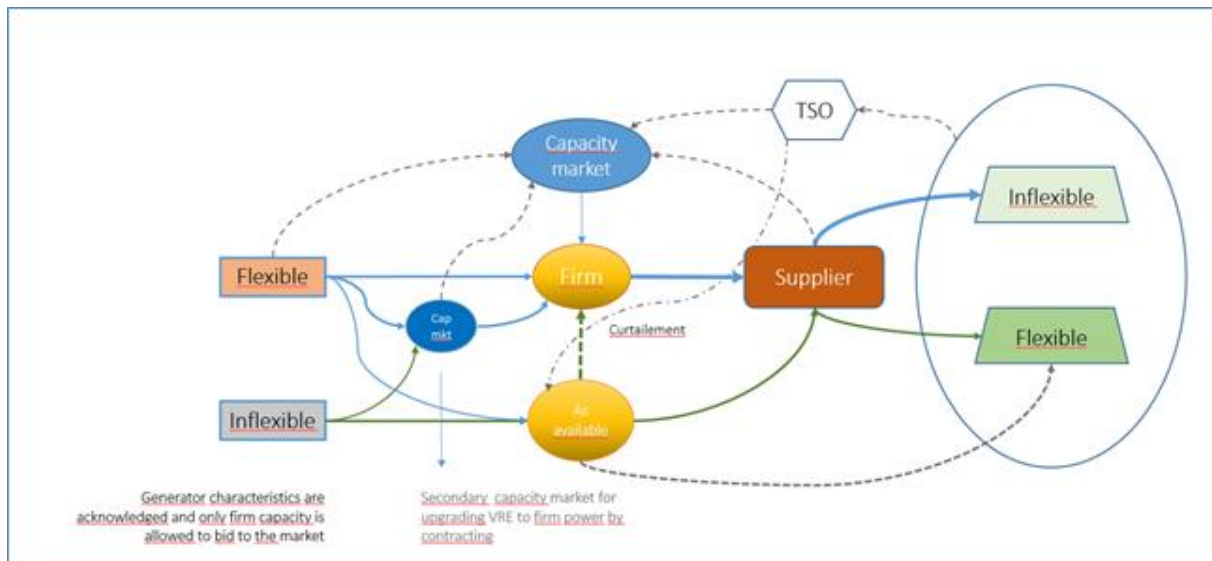 TSO
Capacity
market
Inflexible
Flexible
Firm
Supplier
Cap
mkt
Curtailement
Flexible
Inflexible
As
available
Generator characteristics are
acknowledged and only firm capacity is
allowed to bid to the market
Secondary capacity market for
upgrading VRE to firm power by
contracting